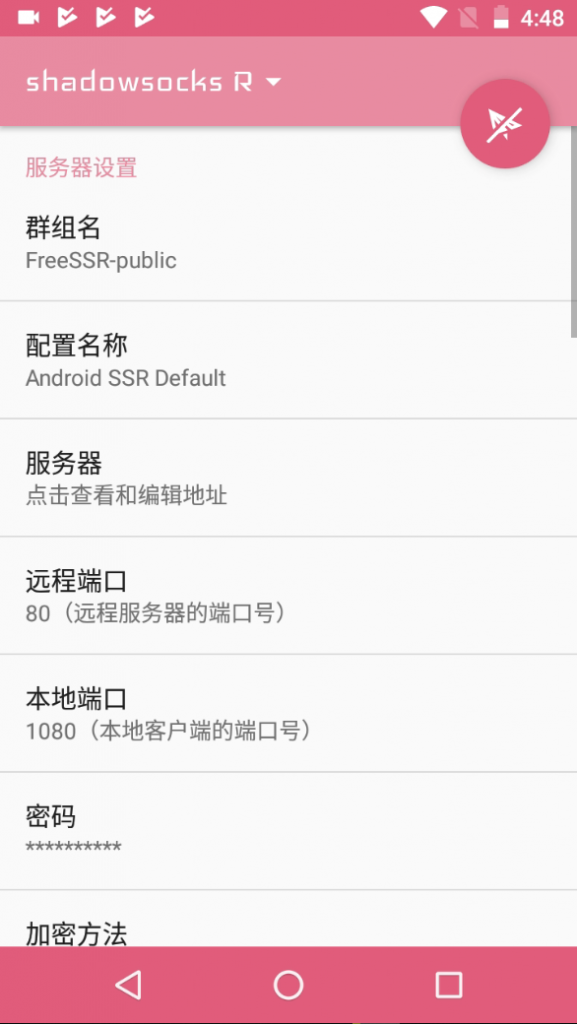 4:48
shadowsocks R
服务器设置
群组名
FreeSSR-public
配置名称
Android SSR Default
服务器
点击查看和编辑地址
远程端口
80（远程服务器的端口号）
本地端口
1080（本地客户端的端口号）
密码
**********
加密方法